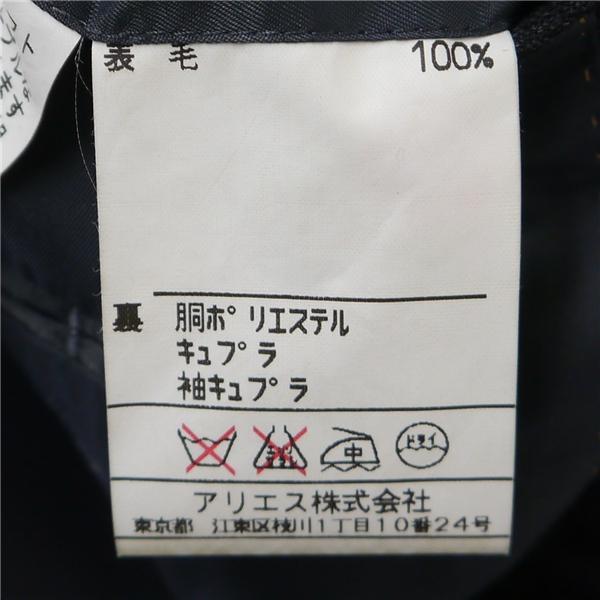 表 毛 100%
裏 胴ポリエステル
キュプラ
袖キュプラ
中 ドライ
アリエス株式会社
東京都 江東区枝川1丁目10番24号